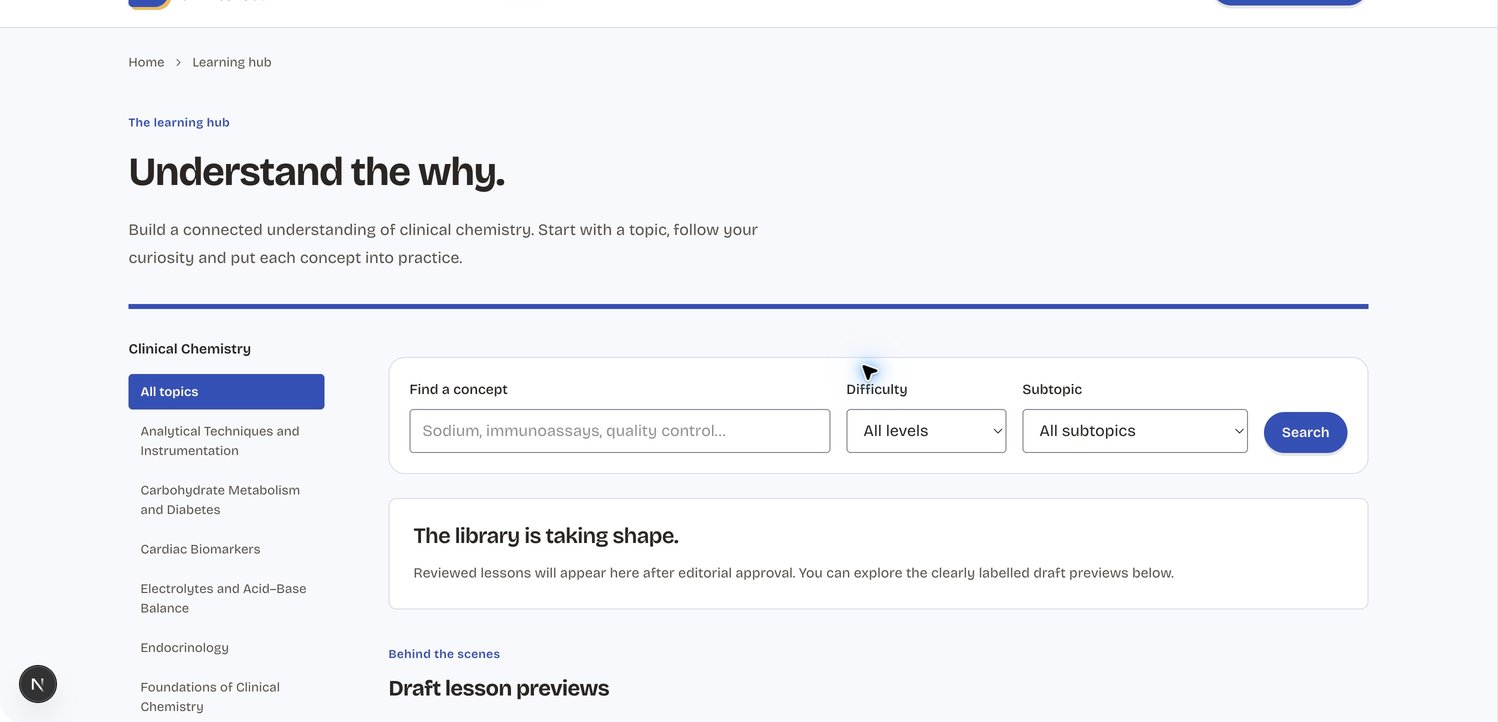 Home > Learning hub
The learning hub
Understand the why.
Build a connected understanding of clinical chemistry. Start with a topic, follow your
curiosity and put each concept into practice.
Clinical Chemistry
All topics
Analytical Techniques and
Instrumentation
Carbohydrate Metabolism
and Diabetes
Cardiac Biomarkers
Electrolytes and Acid–Base
Balance
Endocrinology
Foundations of Clinical
Chemistry
Find a concept
Sodium, immunoassays, quality control...
Difficulty
All levels
Subtopic
All subtopics
Search
The library is taking shape.
Reviewed lessons will appear here after editorial approval. You can explore the clearly labelled draft previews below.
Behind the scenes
Draft lesson previews
N